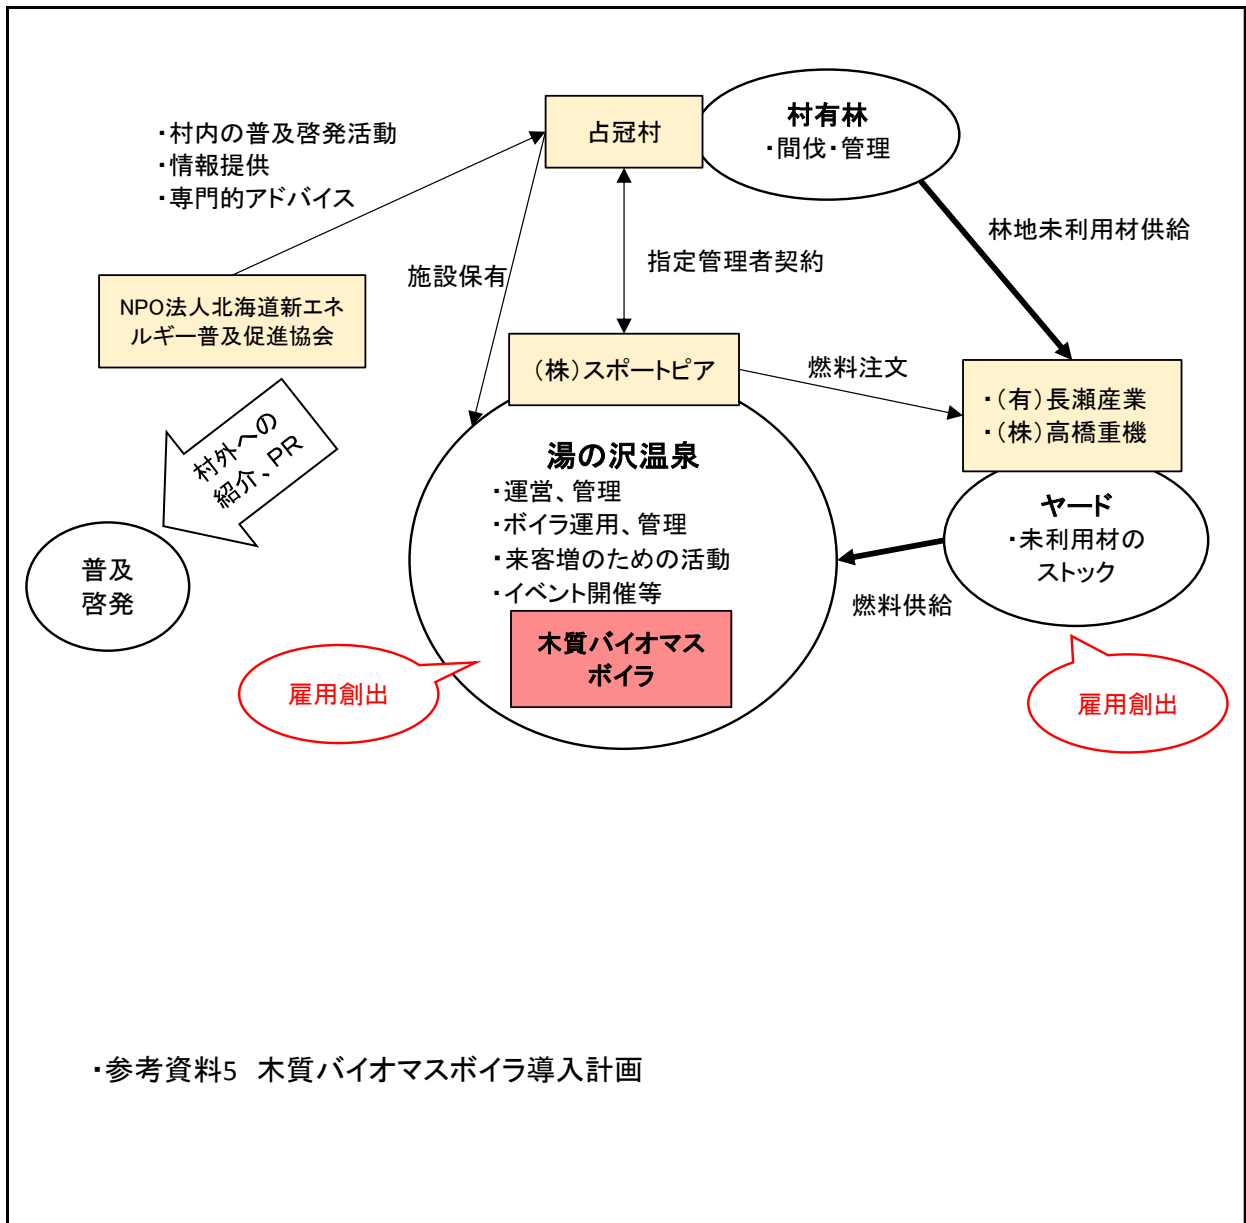 占冠村
村有林
・間伐・管理
・村内の普及啓発活動
・情報提供
・専門的アドバイス
林地未利用材供給
施設保有
指定管理者契約
NPO法人北海道新エネ
ルギー普及促進協会
(株)スポートピア
燃料注文
・(有)長瀬産業
・(株)高橋重機
村外への
紹介、PR
湯の沢温泉
・運営、管理
・ボイラ運用、管理
・来客増のための活動
・イベント開催等
ヤード
・未利用材の
ストック
普及
啓発
燃料供給
木質バイオマス
ボイラ
雇用創出
雇用創出
・参考資料5 木質バイオマスボイラ導入計画